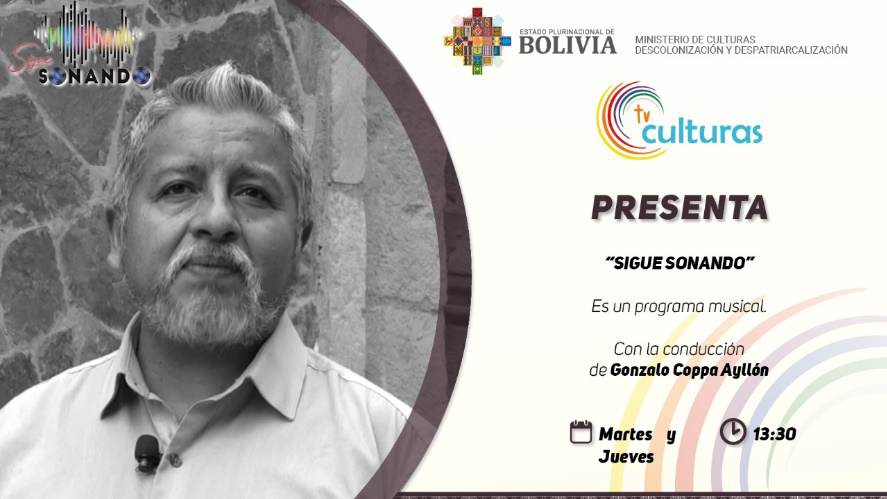 Sigue
SONANDO
ESTADO PLURINACIONAL DE
BOLIVIA
MINISTERIO DE CULTURAS
DESCOLONIZACIÓN Y DESPATRIARCALIZACIÓN
tv
culturas
PRESENTA
“SIGUE SONANDO”
Es un programa musical.
Con la conducción
de Gonzalo Coppa Ayllón
Martes y
Jueves
13:30